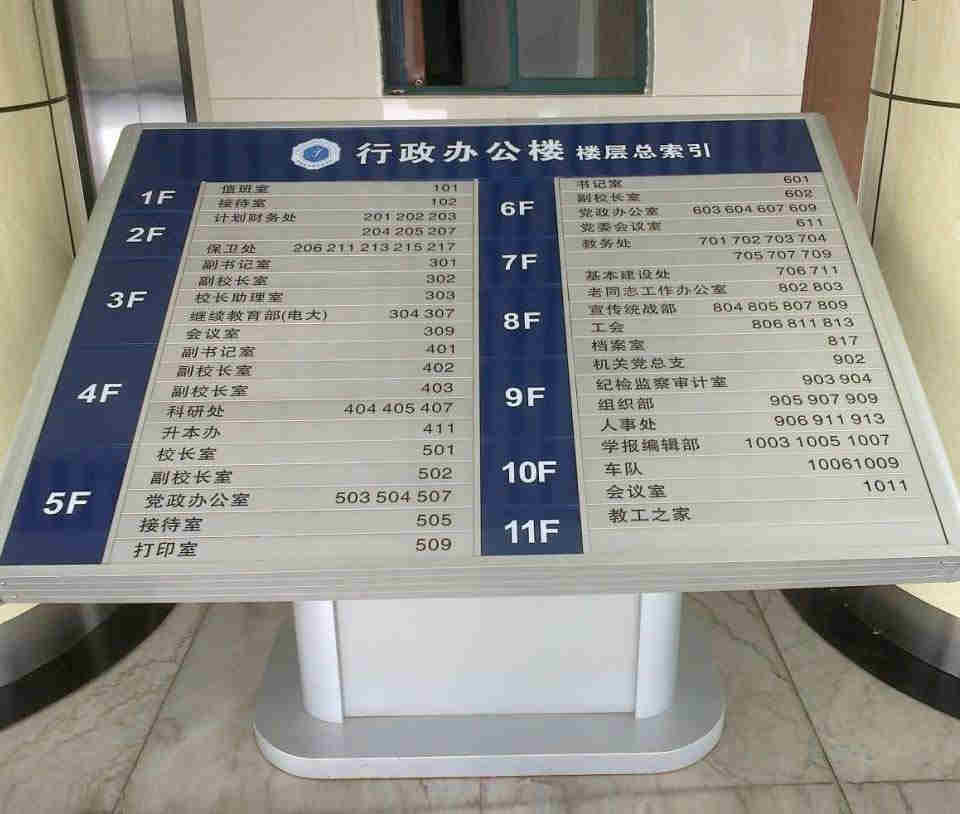 行政办公楼 楼层总索引
1F
值班室 101
接待室 102
2F
计划财务处 201 202 203
204 205 207
保卫处 206 211 213 215 217
3F
副书记室 301
副校长室 302
校长助理室 303
继续教育部(电大) 304 307
会议室 309
4F
副书记室 401
副校长室 402
副校长室 403
科研处 404 405 407
升本办 411
5F
校长室 501
副校长室 502
党政办公室 503 504 507
接待室 505
打印室 509
6F
书记室 601
副校长室 602
党政办公室 603 604 607 609
党委会议室 611
7F
教务处 701 702 703 704
705 707 709
基本建设处 706 711
8F
老同志工作办公室 802 803
宣传统战部 804 805 807 809
工会 806 811 813
档案室 817
9F
机关党总支 902
纪检监察审计室 903 904
组织部 905 907 909
人事处 906 911 913
10F
学报编辑部 1003 1005 1007
车队 10061009
会议室 1011
11F
教工之家